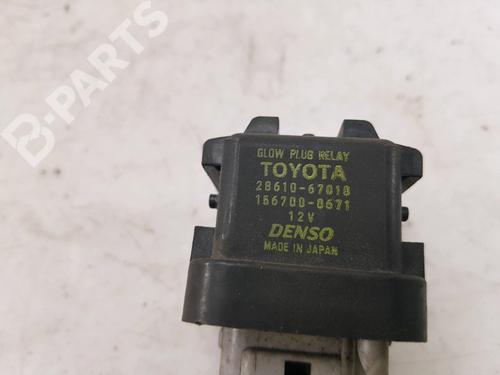 B-PARTS
GLOW PLUG RELAY
TOYOTA
28610-67010
156700-0671
12V
DENSO
MADE IN JAPAN